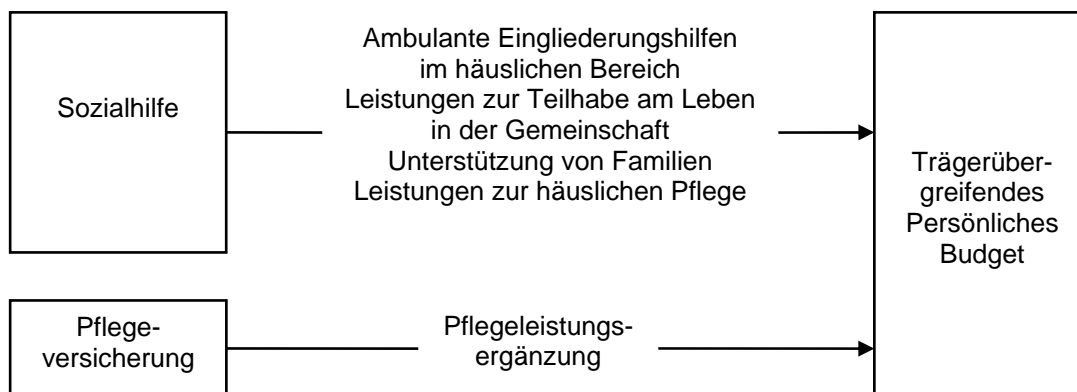 Sozialhilfe
Ambulante Eingliederungshilfen
im häuslichen Bereich
Leistungen zur Teilhabe am Leben
in der Gemeinschaft
Unterstützung von Familien
Leistungen zur häuslichen Pflege
Trägerüber-
greifendes
Persönliches
Budget
Pflege-
versicherung
Pflegeleistungs-
ergänzung